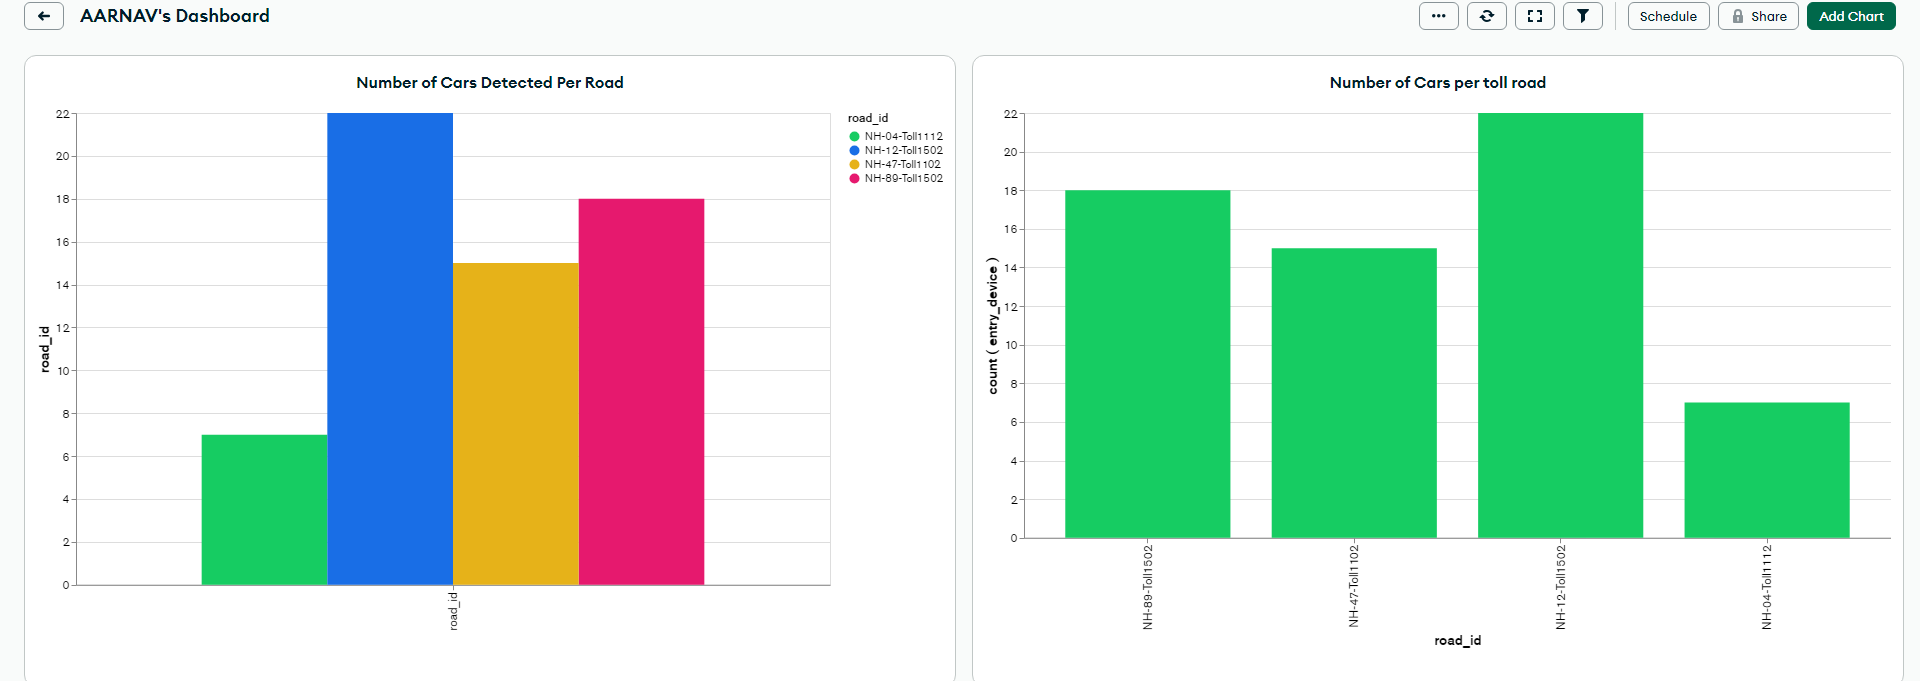 AARNAV's Dashboard
Schedule
Share
Add Chart
Number of Cars Detected Per Road
22
20
18
16
14
12
10
8
6
4
2
0
road_id
road_id
road_id
NH-04-Toll1112
NH-12-Toll1502
NH-47-Toll1102
NH-89-Toll1502
Number of Cars per toll road
22
20
18
16
14
12
10
8
6
4
2
0
count ( entry_device )
NH-89-Toll1502
NH-47-Toll1102
NH-12-Toll1502
NH-04-Toll1112
road_id